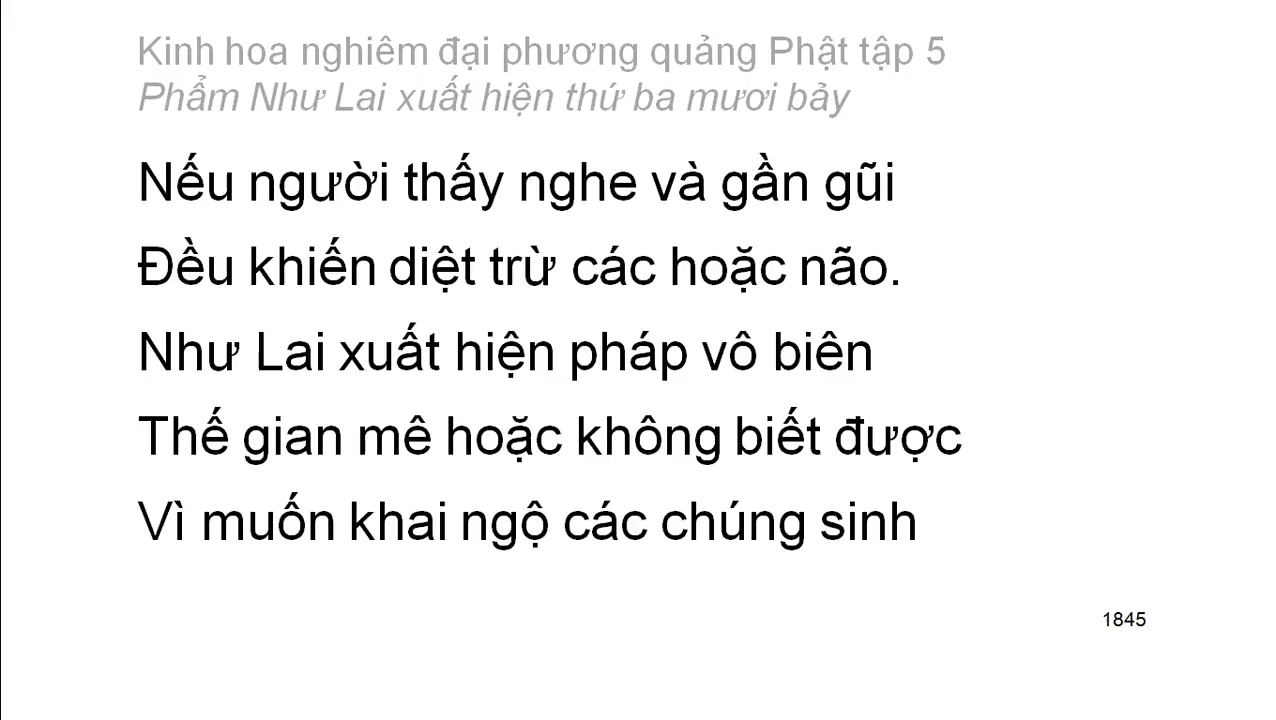 Kinh hoa nghiêm đại phương quảng Phật tập 5
Phẩm Như Lai xuất hiện thứ ba mươi bảy
Nếu người thấy nghe và gần gũi
Đều khiến diệt trừ các hoặc não.
Như Lai xuất hiện pháp vô biên
Thế gian mê hoặc không biết được
Vì muốn khai ngộ các chúng sinh
1845